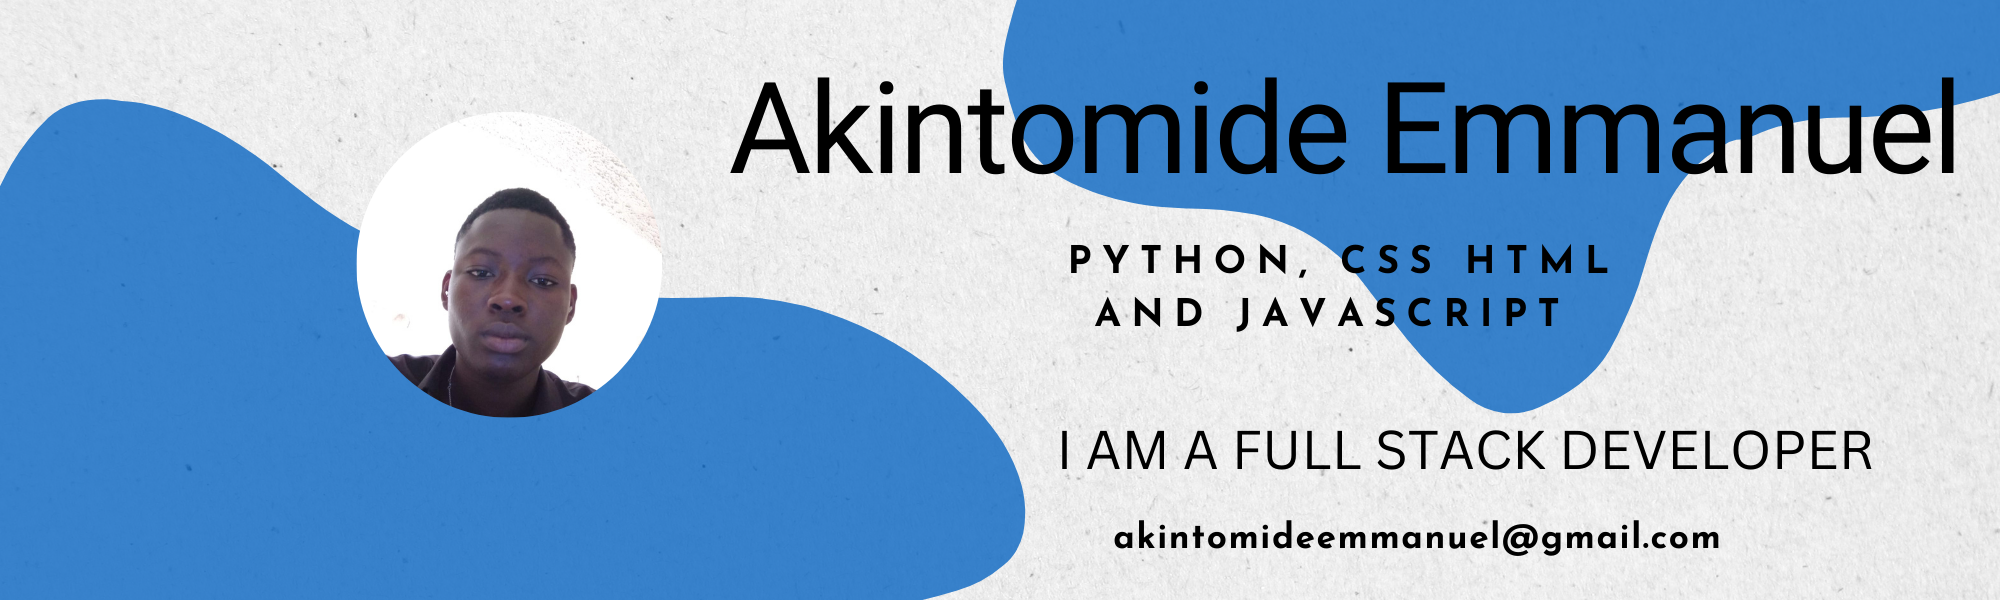 Akintomide Emmanuel
PYTHON, CSS HTML
AND JAVASCRIPT
I AM A FULL STACK DEVELOPER
akintomideemmanuel@gmail.com